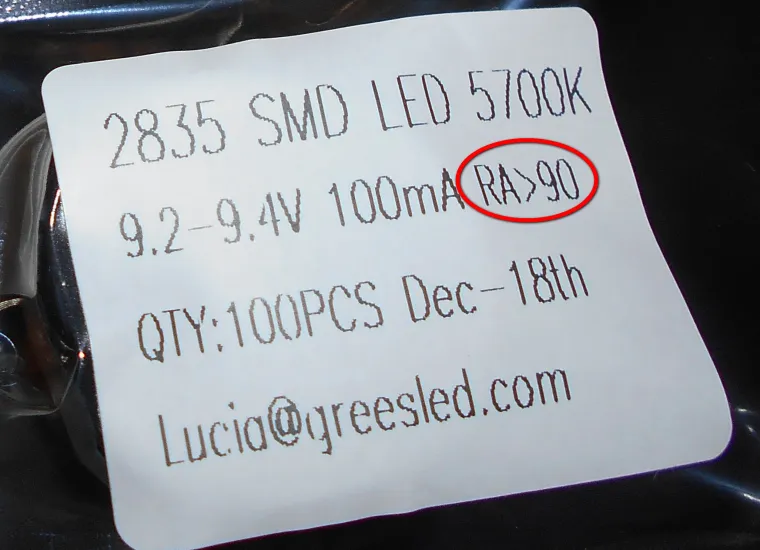 2835 SMD LED 5700K
9.2-9.4V 100mA RA>90
QTY:100PCS Dec-18th
Lucia@greesled.com